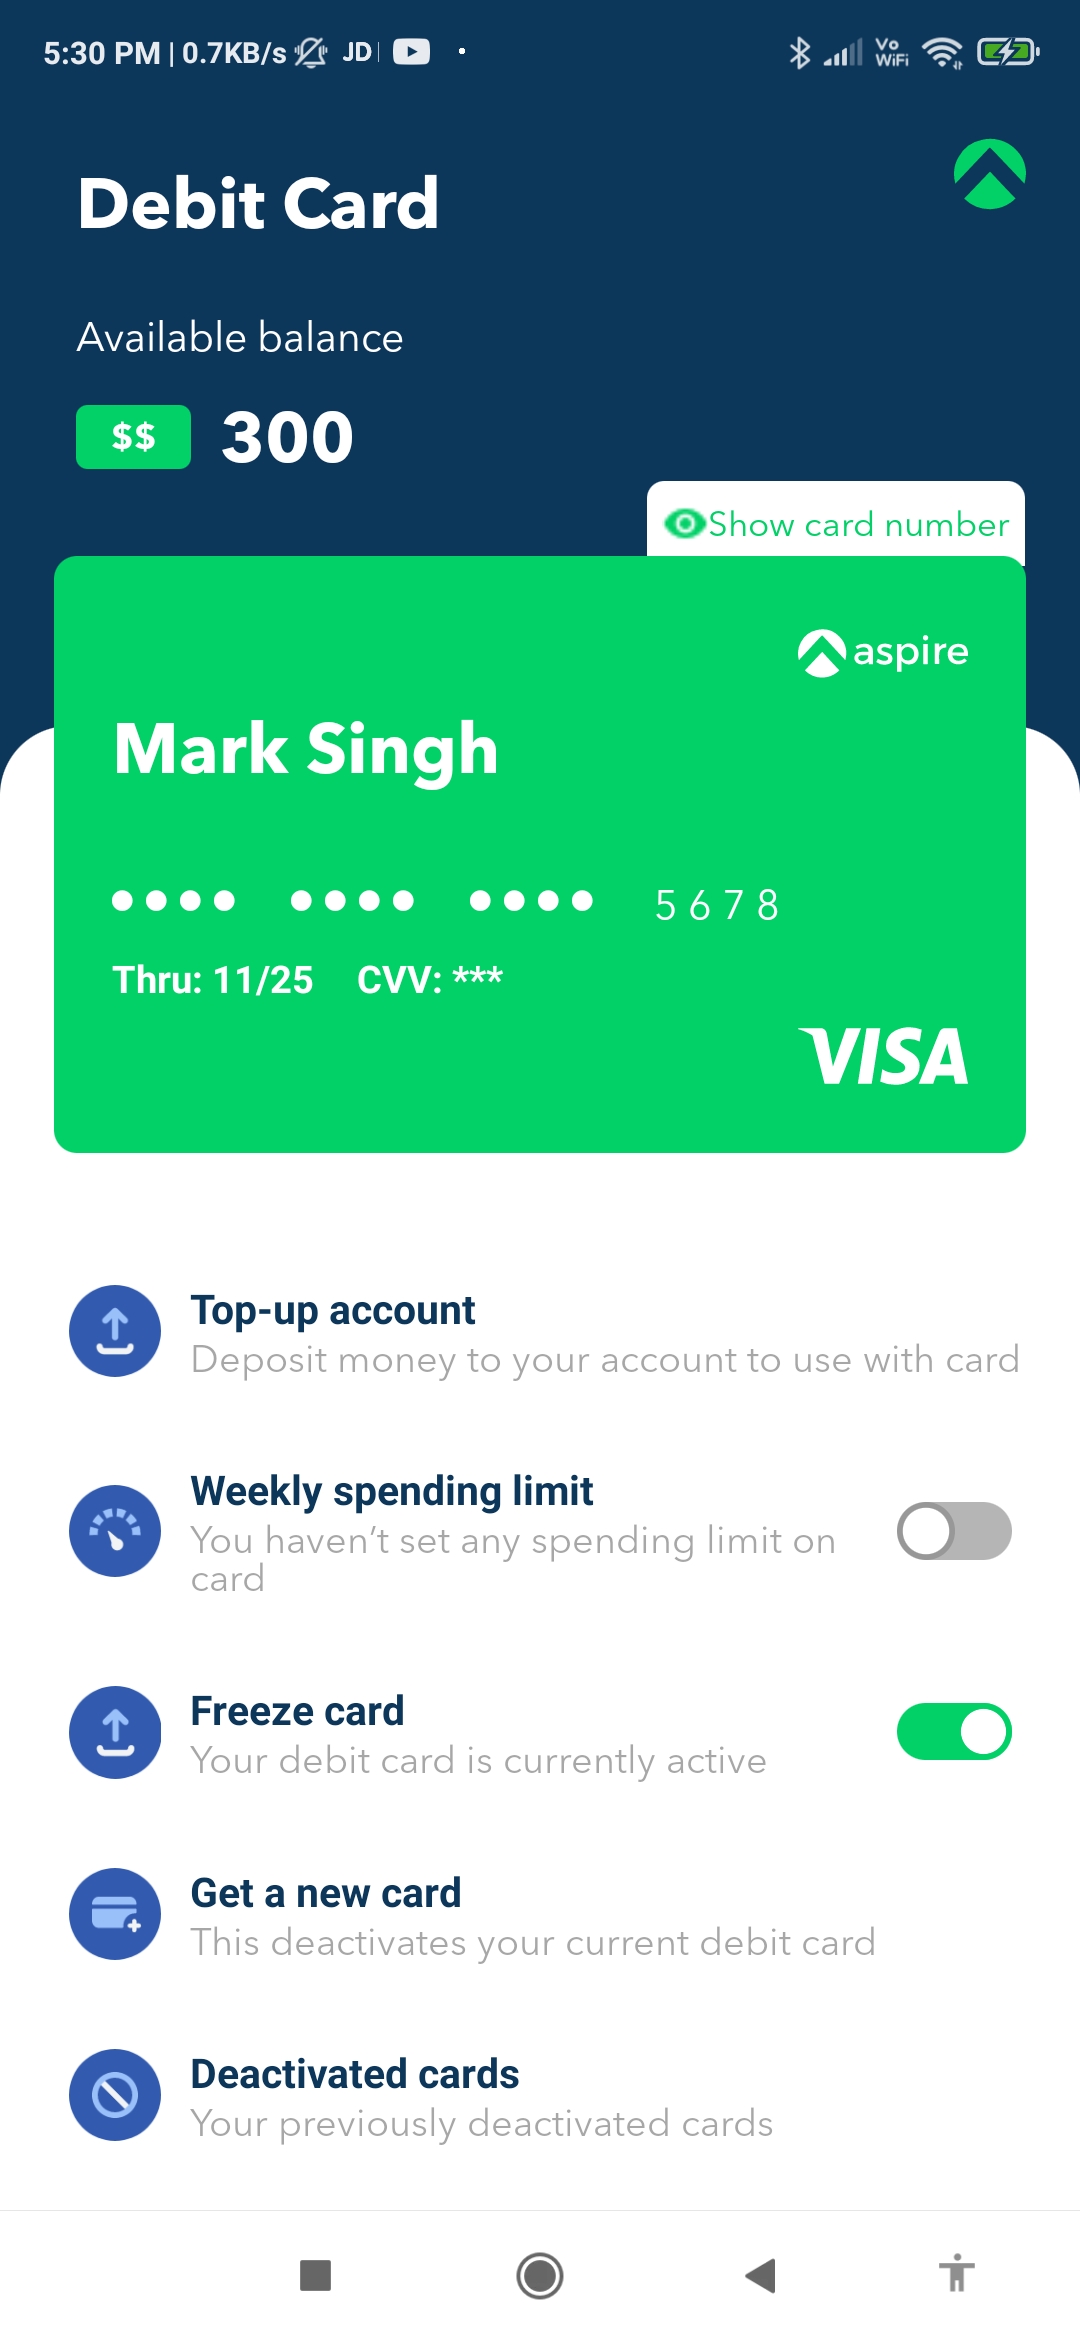 5:30 PM | 0.7KB/s JD
Vo
WiFi
Debit Card
Available balance
$$ 300
Show card number
aspire
Mark Singh
•••• •••• •••• 5678
Thru: 11/25 CVV: ***
VISA
Top-up account
Deposit money to your account to use with card
Weekly spending limit
You haven’t set any spending limit on
card
Freeze card
Your debit card is currently active
Get a new card
This deactivates your current debit card
Deactivated cards
Your previously deactivated cards